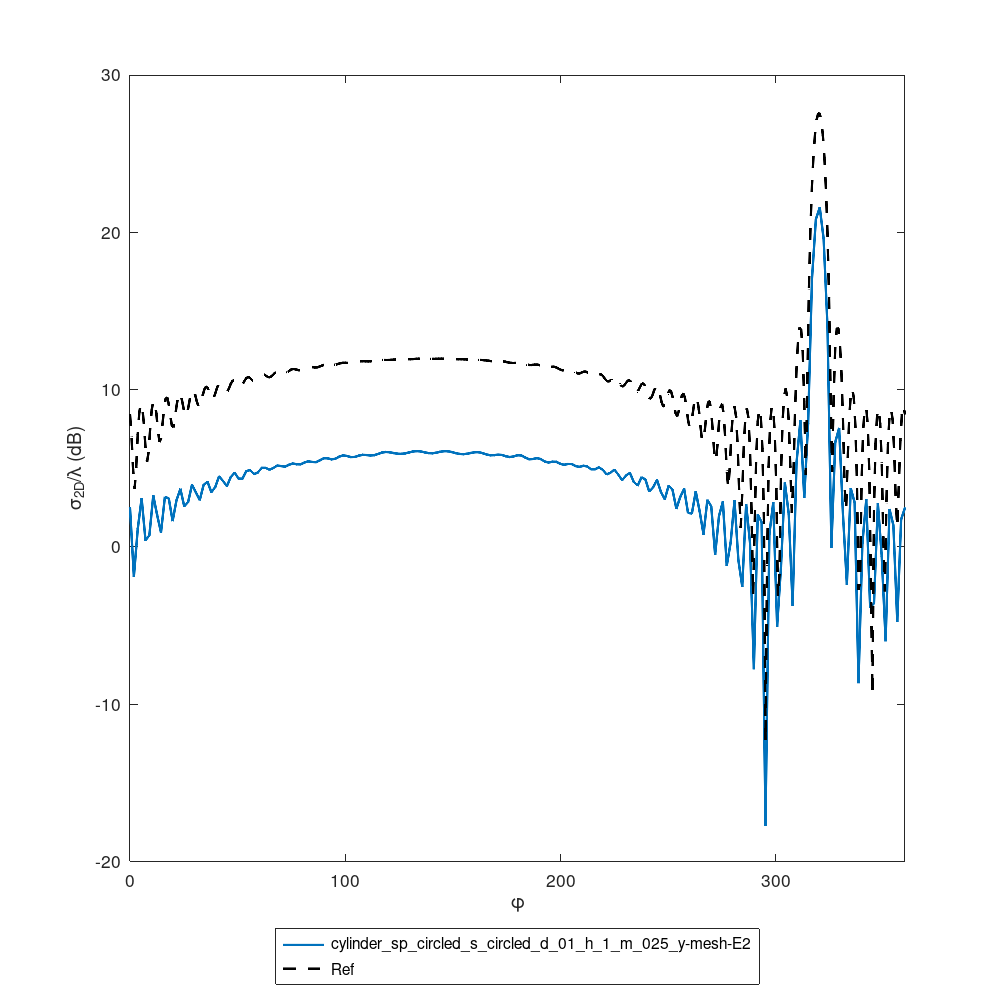 30
20
10
0
-10
-20
σ2D/λ (dB)
0
100
200
300
φ
cylinder_sp_circled_s_circled_d_01_h_1_m_025_y-mesh-E2
Ref